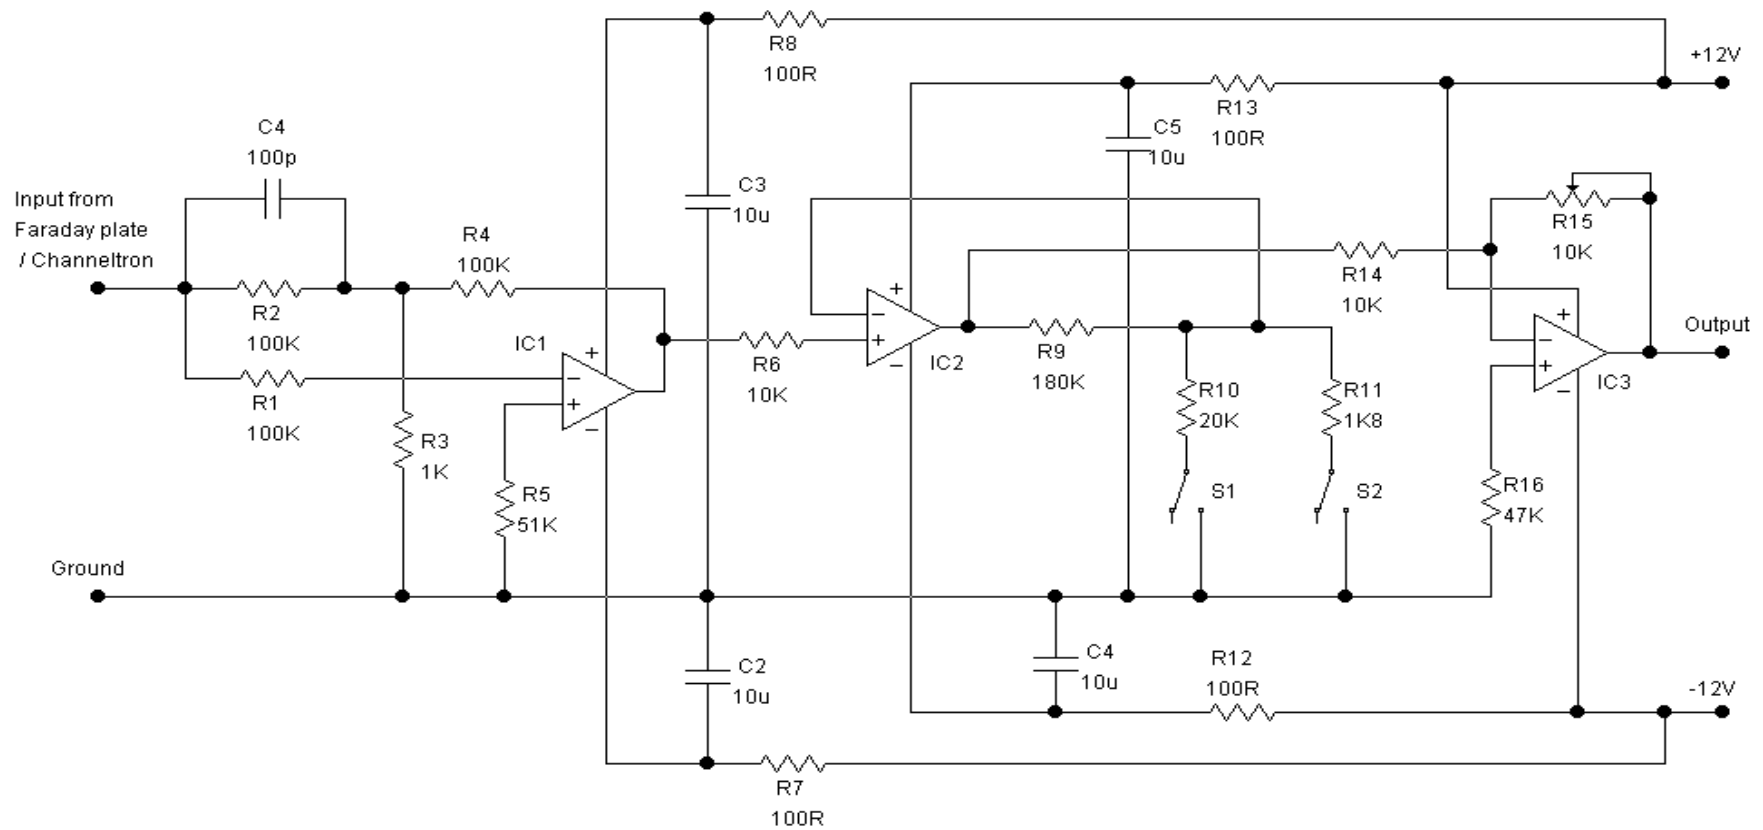 R8
100R
+12V
R13
100R
C4
100p
C5
10u
C3
10u
Input from
Faraday plate
/ Channeltron
R4
100K
R15
10K
R14
10K
R2
100K
Output
IC1
+
−
+
−
R6
10K
+
−
+
−
IC2
R9
180K
+
−
+
−
IC3
R1
100K
R10
20K
R11
1K8
R3
1K
R5
51K
S1
S2
R16
47K
Ground
C2
10u
C4
10u
R12
100R
-12V
R7
100R